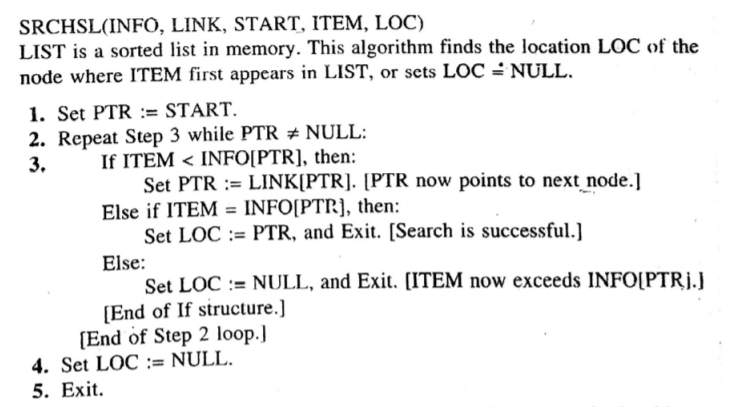 SRCHSL(INFO, LINK, START, ITEM, LOC)
LIST is a sorted list in memory. This algorithm finds the location LOC of the
node where ITEM first appears in LIST, or sets LOC = NULL.
1. Set PTR := START.
2. Repeat Step 3 while PTR ≠ NULL:
3. If ITEM < INFO[PTR], then:
Set PTR := LINK[PTR]. [PTR now points to next node.]
Else if ITEM = INFO[PTR], then:
Set LOC := PTR, and Exit. [Search is successful.]
Else:
Set LOC := NULL, and Exit. [ITEM now exceeds INFO[PTR].]
[End of If structure.]
[End of Step 2 loop.]
4. Set LOC := NULL.
5. Exit.